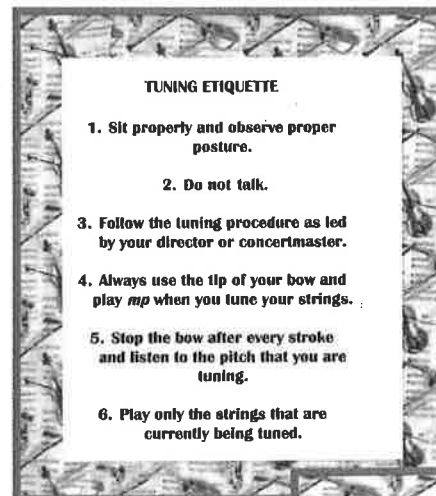 TUNING ETIQUETTE
1. Sit properly and observe proper
posture.
2. Do not talk.
3. Follow the tuning procedure as led
by your director or concertmaster.
4. Always use the tip of your bow and
play mp when you tune your strings.
5. Stop the bow after every stroke
and listen to the pitch that you are
tuning.
6. Play only the strings that are
currently being tuned.